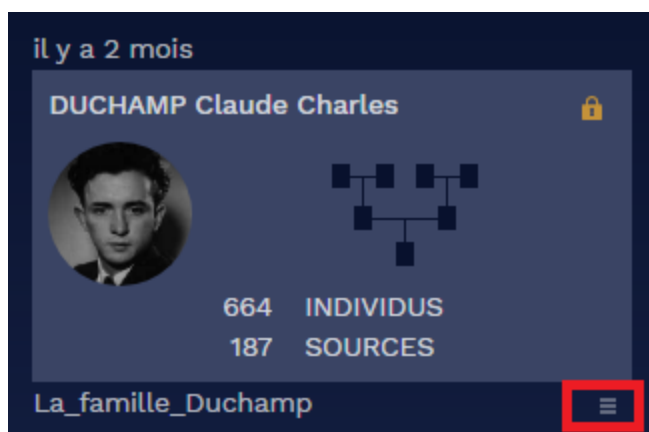 il y a 2 mois
DUCHAMP Claude Charles
664 INDIVIDUS
187 SOURCES
La_famille_Duchamp